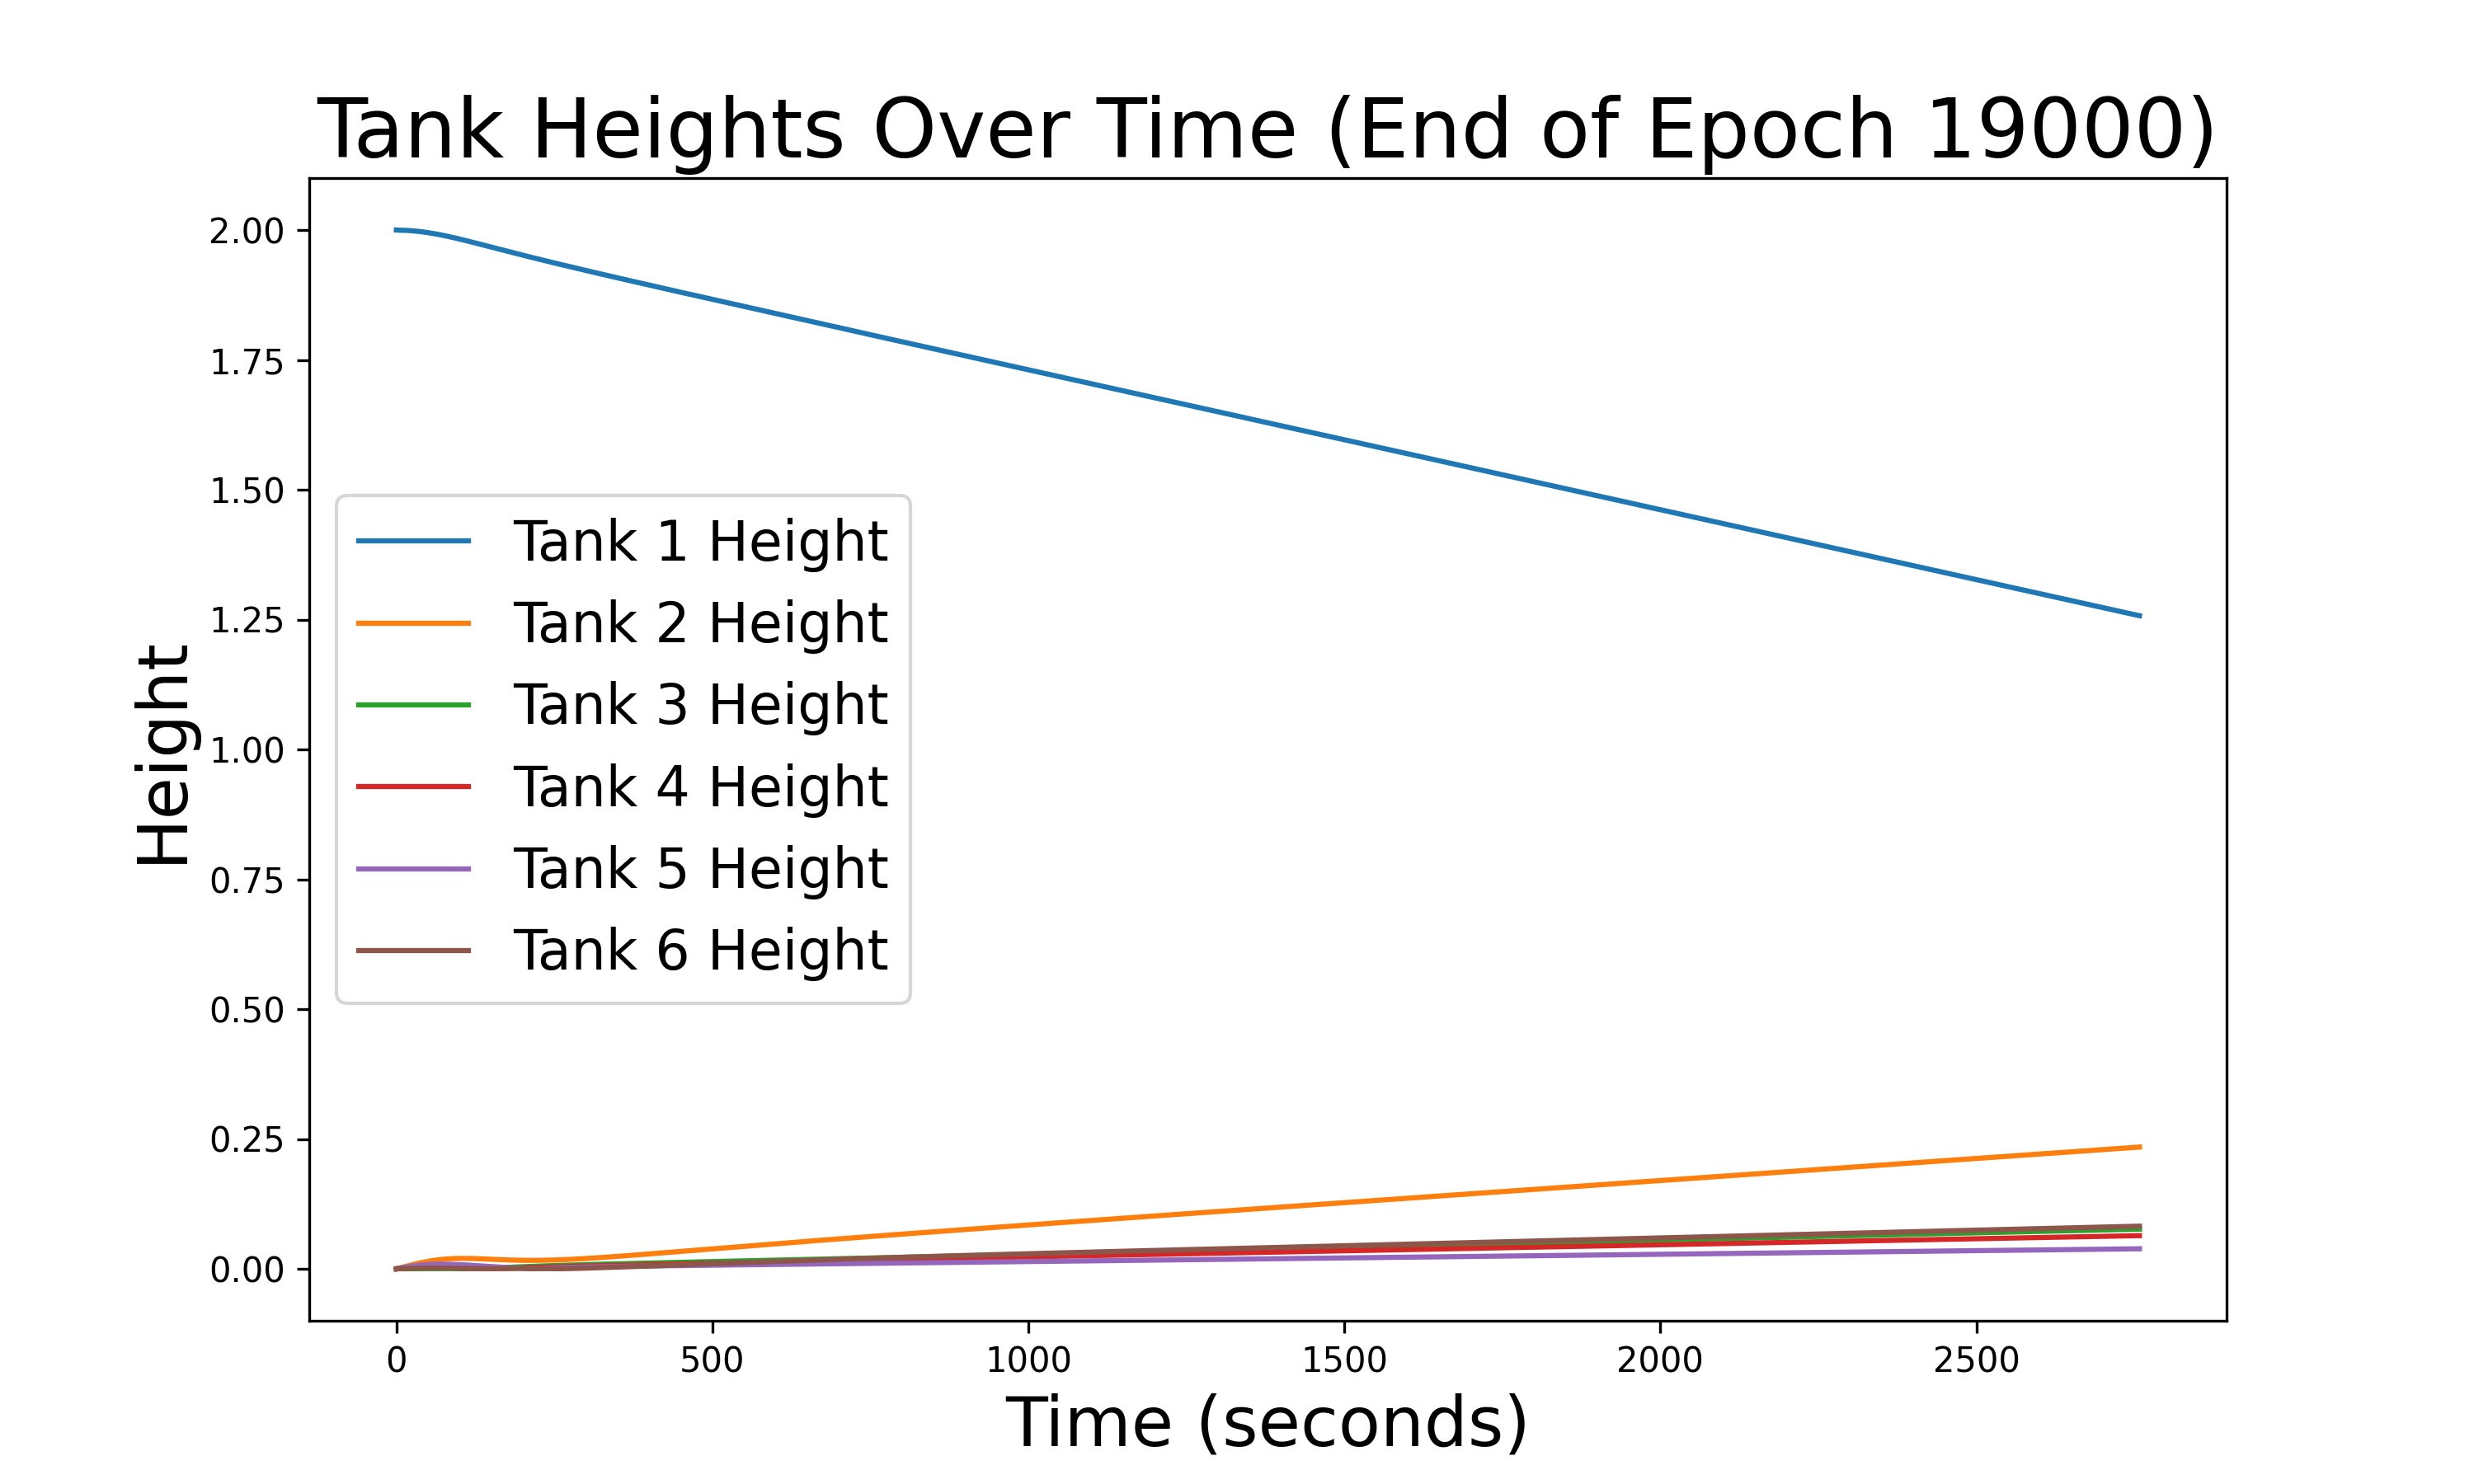 Tank Heights Over Time (End of Epoch 19000)
2.00
1.75
1.50
1.25
1.00
0.75
0.50
0.25
0.00
Height
Tank 1 Height
Tank 2 Height
Tank 3 Height
Tank 4 Height
Tank 5 Height
Tank 6 Height
0 500 1000 1500 2000 2500
Time (seconds)